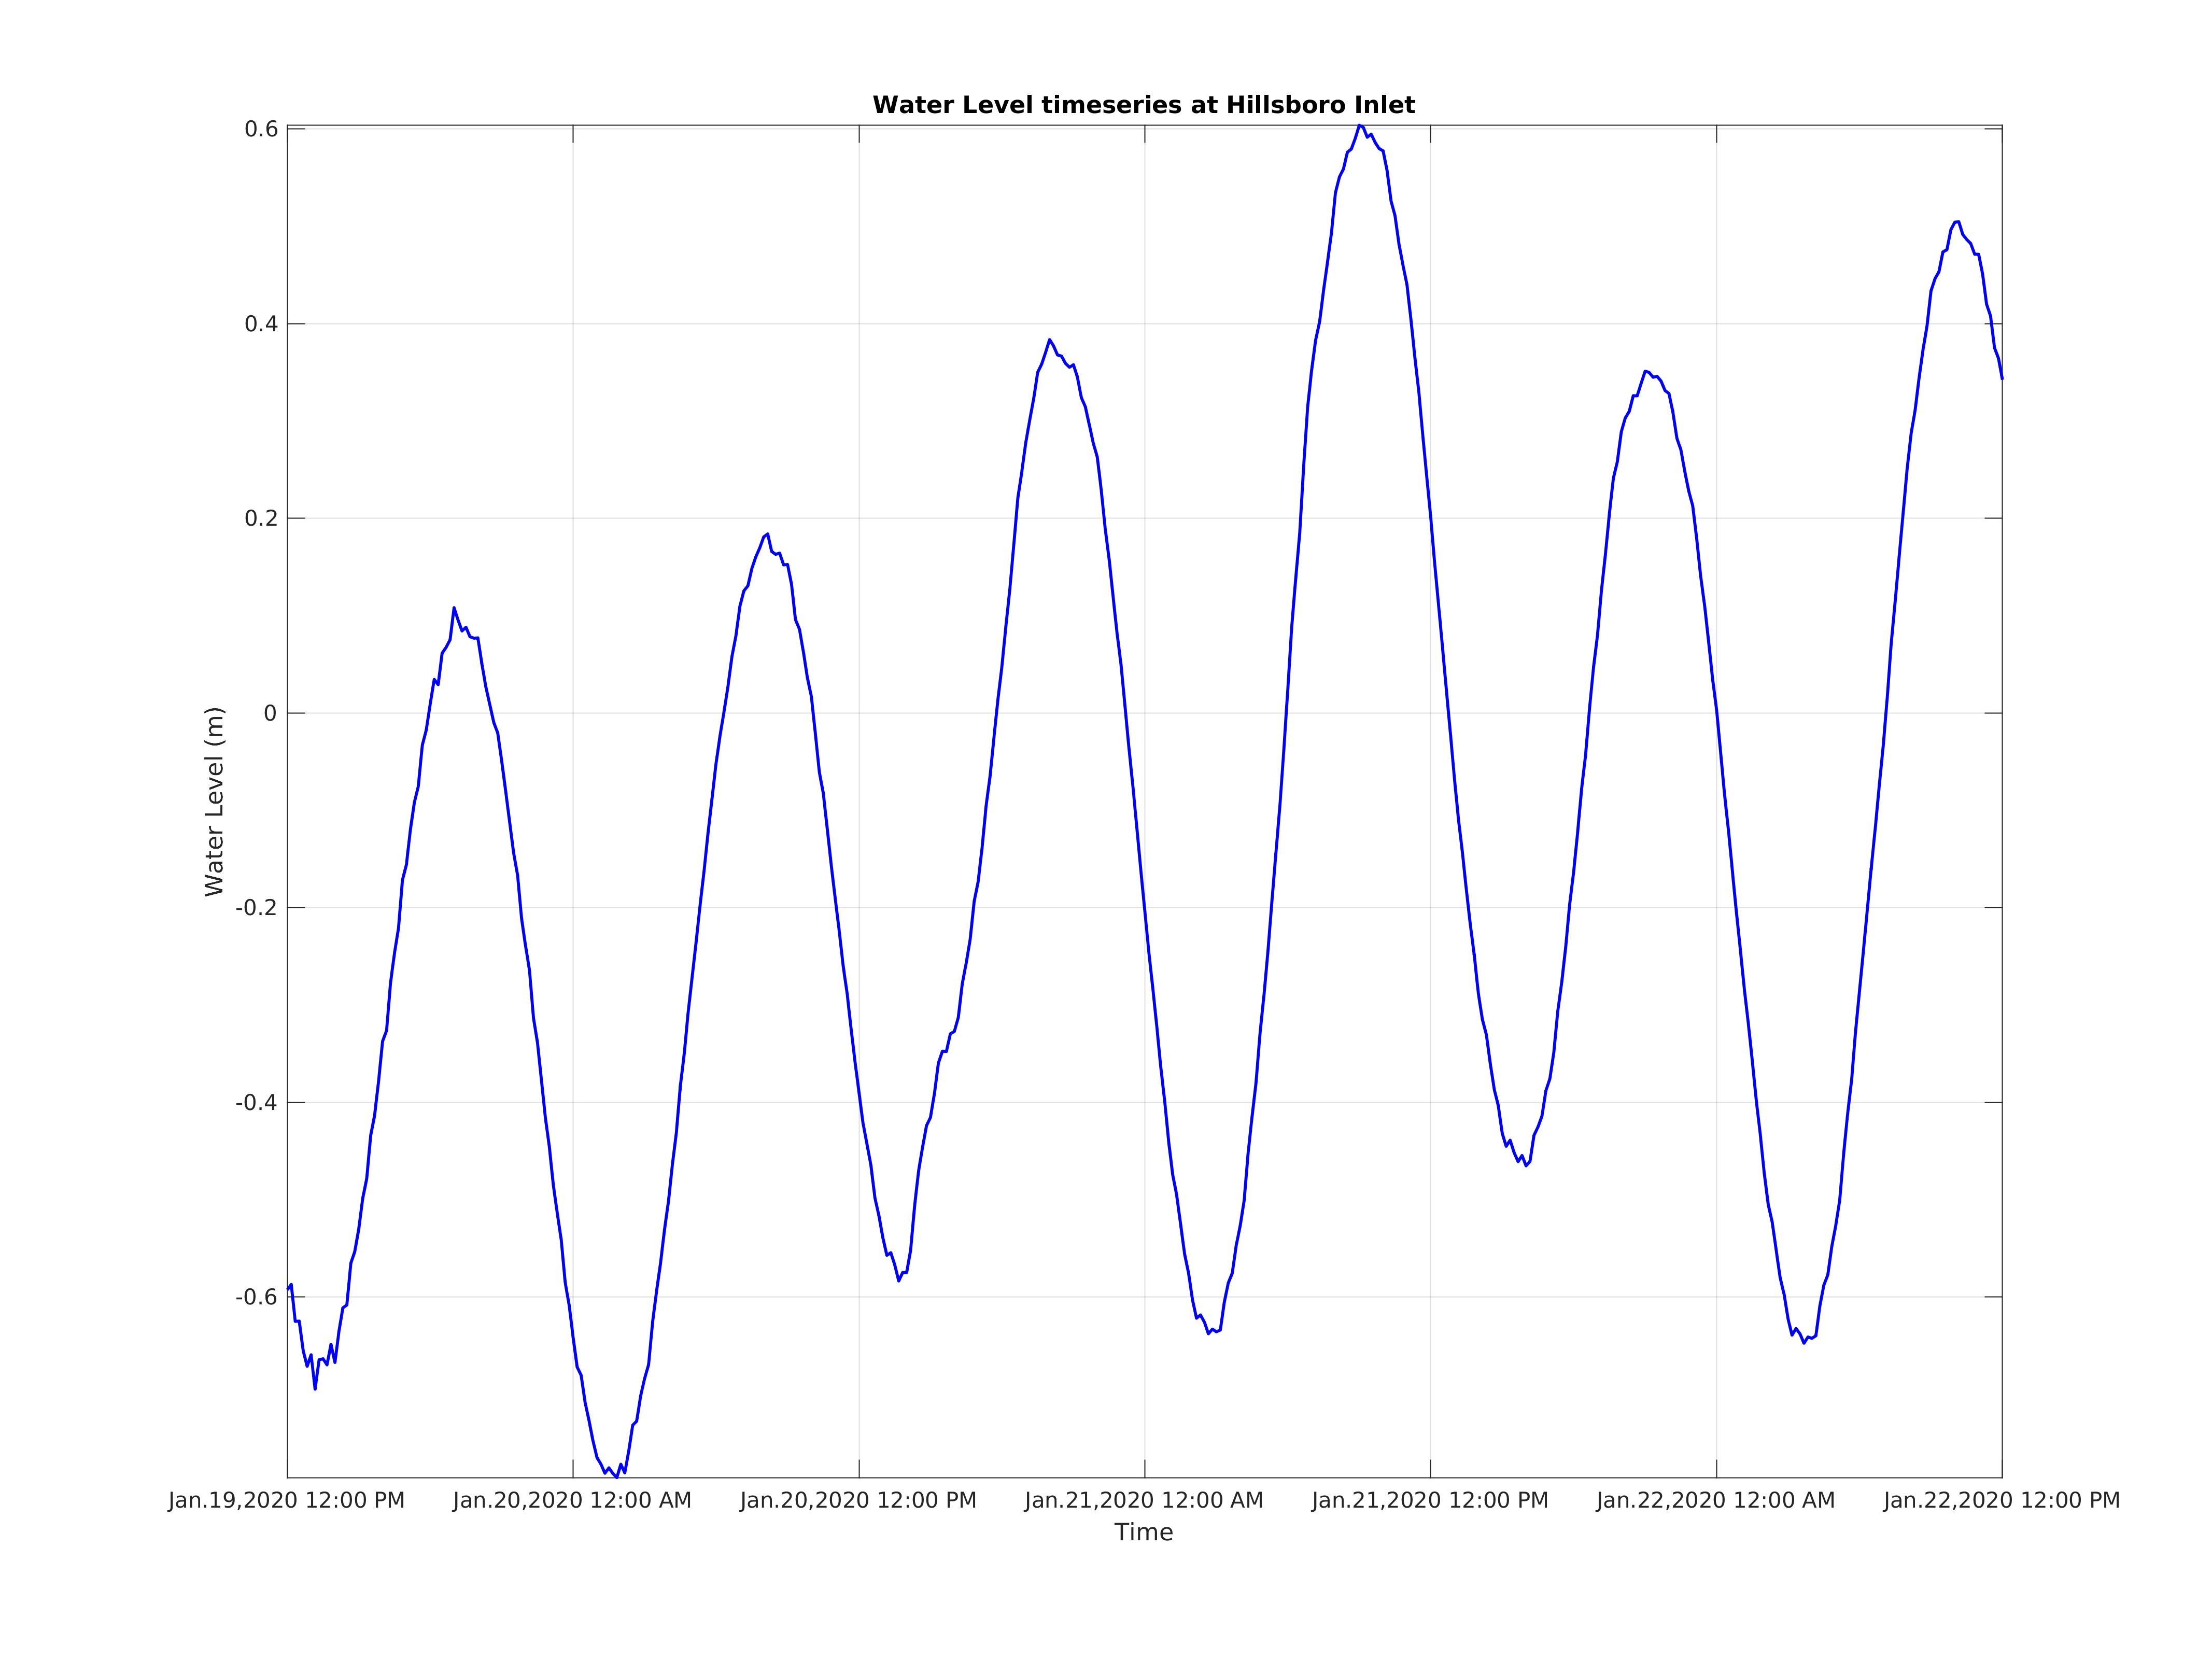 Water Level timeseries at Hillsboro Inlet
0.6
0.4
0.2
0
-0.2
-0.4
-0.6
Water Level (m)
Jan.19,2020 12:00 PM Jan.20,2020 12:00 AM Jan.20,2020 12:00 PM Jan.21,2020 12:00 AM Jan.21,2020 12:00 PM Jan.22,2020 12:00 AM Jan.22,2020 12:00 PM
Time